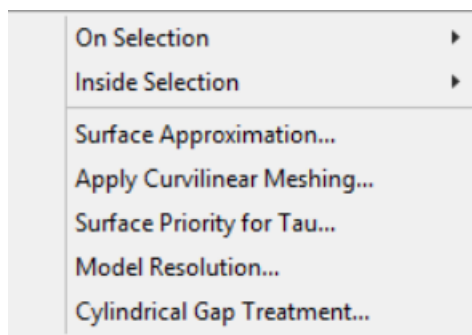 On Selection
Inside Selection
Surface Approximation...
Apply Curvilinear Meshing...
Surface Priority for Tau...
Model Resolution...
Cylindrical Gap Treatment...